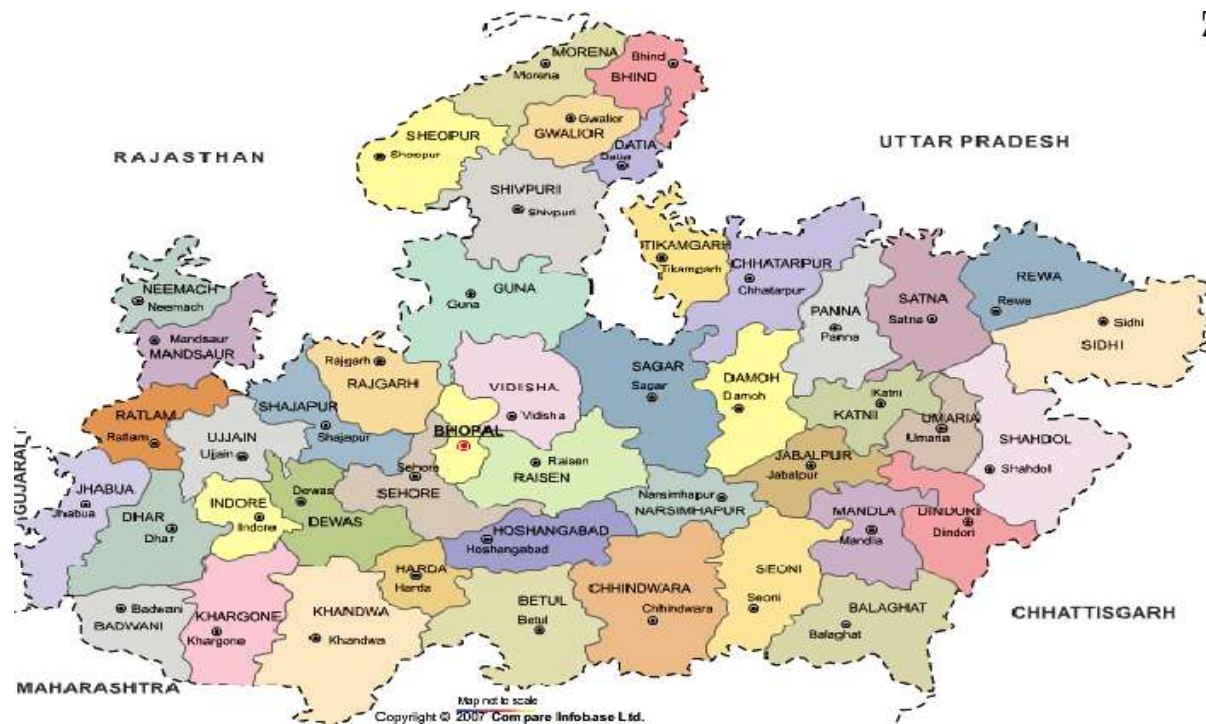 MORENA
Morena
Bhind
BHIND
Gwalior
GWALIOR
SHEOPUR
Sheopur
DATIA
Datia
RAJASTHAN
UTTAR PRADESH
SHIVPURI
Shivpuri
TIKAMGARH
Tikamgarh
CHHATARPUR
Chhatarpur
NEEMACH
Neemach
GUNA
Guna
PANNA
Panna
SATNA
Satna
REWA
Rewa
Sidhi
SIDHI
Mandsaur
MANDSAUR
Rajgarh
RAJGARH
VIDISHA
Vidisha
SAGAR
Sagar
DAMOH
Damoh
Katni
KATNI
UMARIA
Umaria
SHAHDOL
Shahdol
RATLAM
Ratlam
SHAJAPUR
Shajapur
UJJAIN
Ujjain
BHOPAL
Raisen
RAISEN
JABALPUR
Jabalpur
GUJARAT
JHABUA
Jhabua
Sehore
SEHORE
Dewas
DEWAS
INDORE
Indore
DHAR
Dhar
Narsimhapur
NARSIMHAPUR
MANDLA
Mandla
DINDORI
Dindori
HOSHANGABAD
Hoshangabad
HARDA
Harda
Badwani
BADWANI
KHARGONE
Khargone
KHANDWA
Khandwa
BETUL
Betul
CHHINDWARA
Chhindwara
SEONI
Seoni
BALAGHAT
Balaghat
CHHATTISGARH
MAHARASHTRA
Map not to scale
Copyright © 2007 Compare Infobase Ltd.